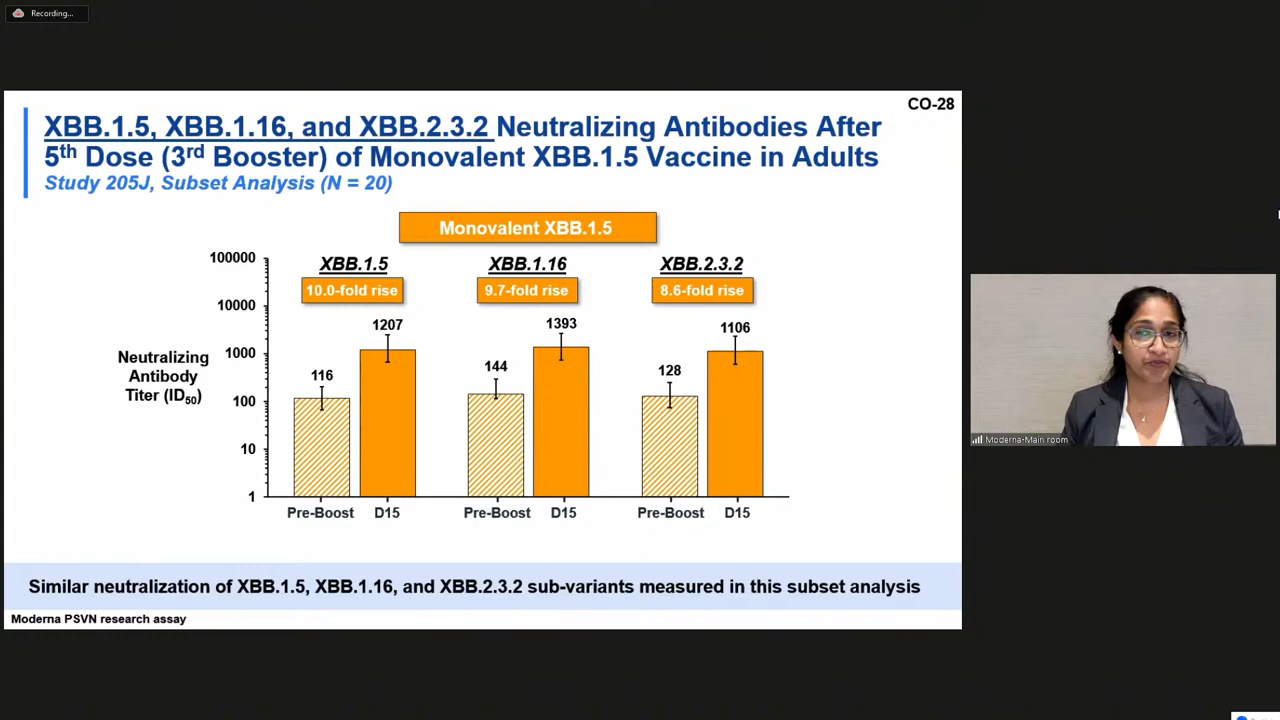 Recording...
CO-28
XBB.1.5, XBB.1.16, and XBB.2.3.2 Neutralizing Antibodies After
5th Dose (3rd Booster) of Monovalent XBB.1.5 Vaccine in Adults
Study 205J, Subset Analysis (N = 20)
Monovalent XBB.1.5
XBB.1.5 XBB.1.16 XBB.2.3.2
10.0-fold rise 9.7-fold rise 8.6-fold rise
100000
10000
1000
100
10
1
Neutralizing
Antibody
Titer (ID50)
116 1207 144 1393 128 1106
Pre-Boost D15 Pre-Boost D15 Pre-Boost D15
Similar neutralization of XBB.1.5, XBB.1.16, and XBB.2.3.2 sub-variants measured in this subset analysis
Moderna PSVN research assay
Moderna-Main room